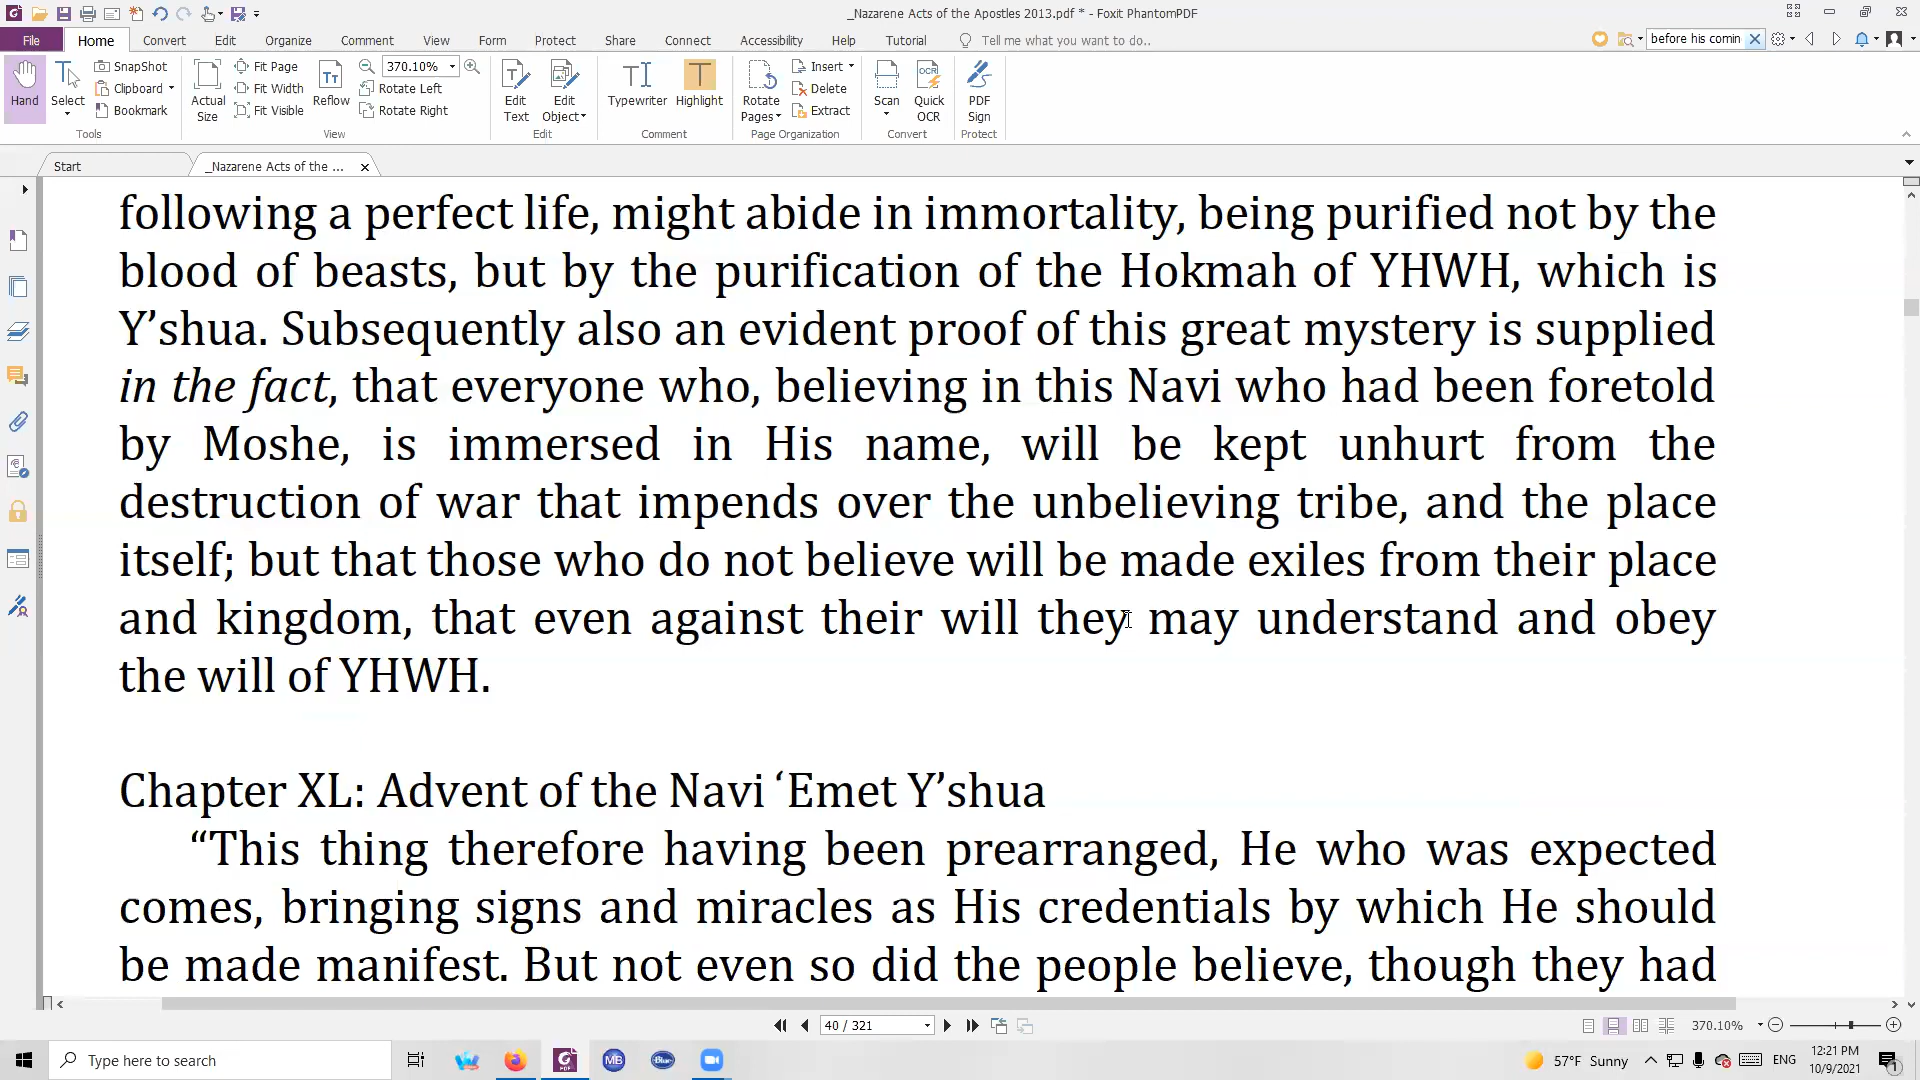 _Nazarene Acts of the Apostles 2013.pdf * - Foxit PhantomPDF
File Home Convert Edit Organize Comment View Form Protect Share Connect Accessibility Help Tutorial Tell me what you want to do.. before his comin
SnapShot Fit Page 370.10% Insert
Clipboard Fit Width Rotate Left Delete
Bookmark Fit Visible Rotate Right Extract
Hand Select Actual Size Reflow Edit Text Edit Object Typewriter Highlight Rotate Pages Scan Quick OCR PDF Sign
Tools View Edit Comment Page Organization Convert Protect
Start _Nazarene Acts of the ...
following a perfect life, might abide in immortality, being purified not by the
blood of beasts, but by the purification of the Hokmah of YHWH, which is
Y’shua. Subsequently also an evident proof of this great mystery is supplied
in the fact, that everyone who, believing in this Navi who had been foretold
by Moshe, is immersed in His name, will be kept unhurt from the
destruction of war that impends over the unbelieving tribe, and the place
itself; but that those who do not believe will be made exiles from their place
and kingdom, that even against their will they may understand and obey
the will of YHWH.
Chapter XL: Advent of the Navi ‘Emet Y’shua
“This thing therefore having been prearranged, He who was expected
comes, bringing signs and miracles as His credentials by which He should
be made manifest. But not even so did the people believe, though they had
40 / 321 370.10%
Type here to search MB Blue 57°F Sunny ENG 12:21 PM
10/9/2021 1